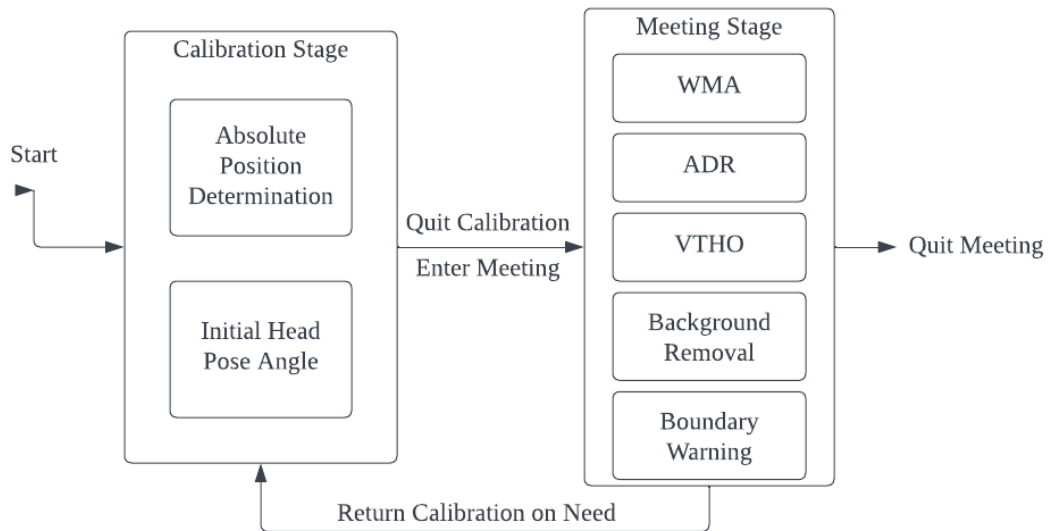 Start
Calibration Stage
Absolute
Position
Determination
Initial Head
Pose Angle
Quit Calibration
Enter Meeting
Meeting Stage
WMA
ADR
VTHO
Background
Removal
Boundary
Warning
Quit Meeting
Return Calibration on Need